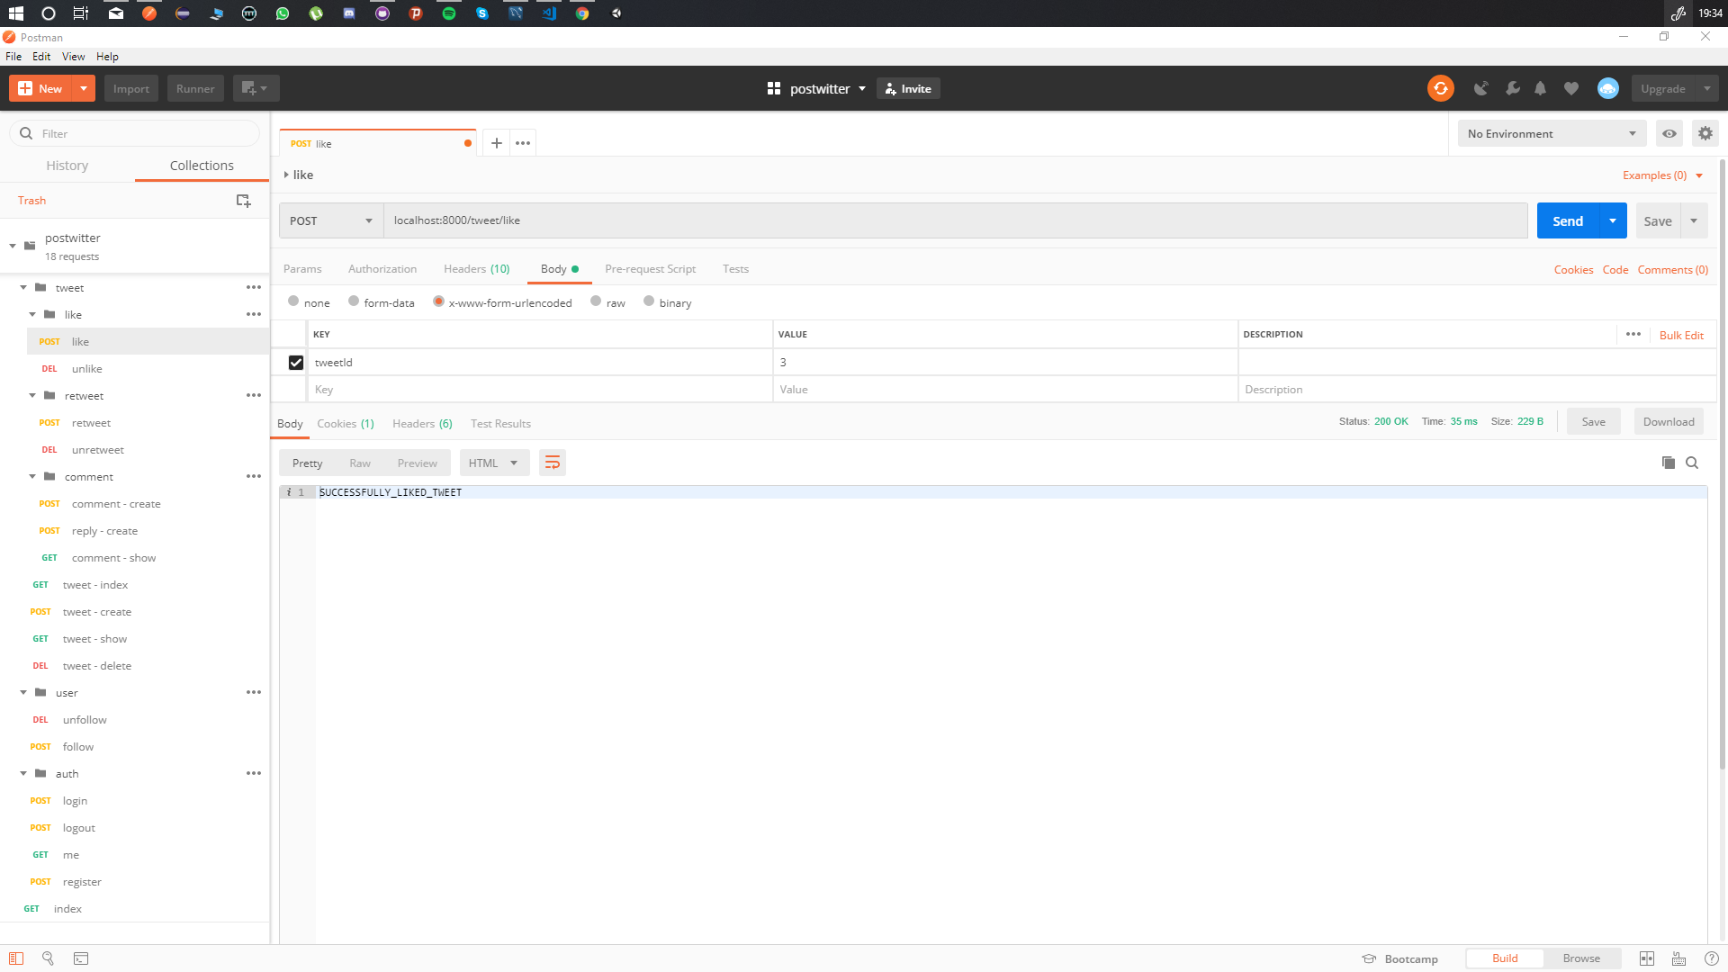 19:34
Postman
File Edit View Help
New Import Runner postwitter Invite Upgrade
Filter
History Collections
Trash
postwitter
18 requests
tweet
like
POST like
DEL unlike
retweet
POST retweet
DEL unretweet
comment
POST comment - create
POST reply - create
GET comment - show
GET tweet - index
POST tweet - create
GET tweet - show
DEL tweet - delete
user
DEL unfollow
POST follow
auth
POST login
POST logout
GET me
POST register
GET index
POST like
No Environment
like Examples (0)
POST localhost:8000/tweet/like Send Save
Params Authorization Headers (10) Body Pre-request Script Tests Cookies Code Comments (0)
none form-data x-www-form-urlencoded raw binary
KEY VALUE DESCRIPTION Bulk Edit
tweetId 3
Key Value Description
Body Cookies (1) Headers (6) Test Results Status: 200 OK Time: 35 ms Size: 229 B Save Download
Pretty Raw Preview HTML
i 1 SUCCESSFULLY_LIKED_TWEET
Bootcamp Build Browse